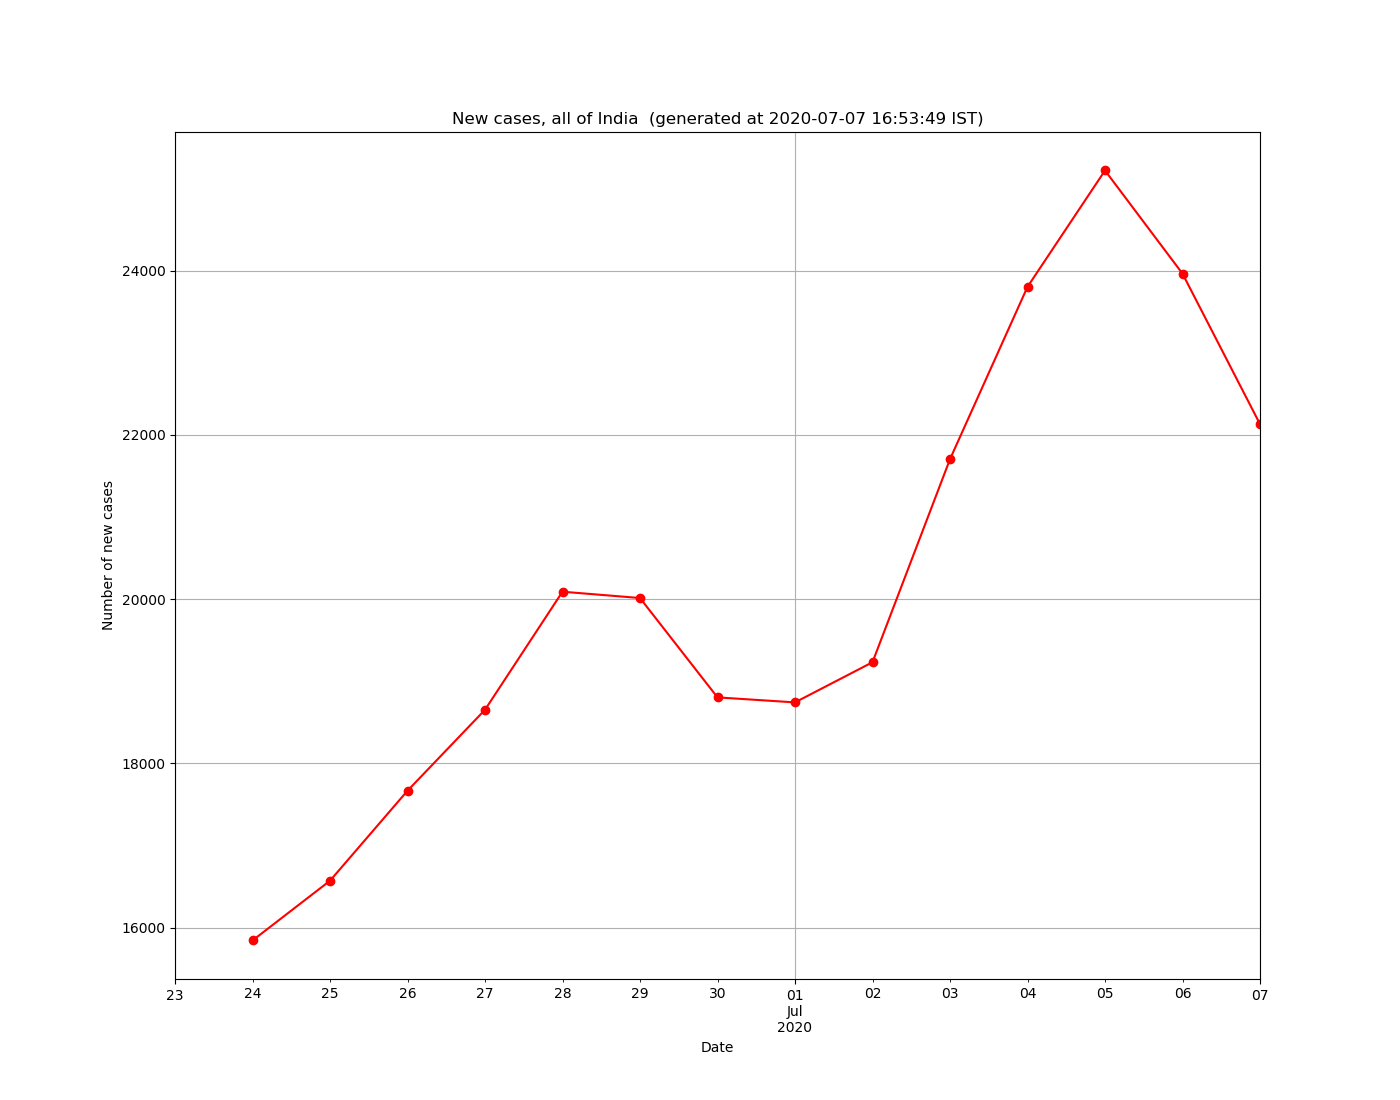 New cases, all of India  (generated at 2020-07-07 16:53:49 IST)
24000
22000
20000
18000
16000
Number of new cases
23 24 25 26 27 28 29 30 01 02 03 04 05 06 07
Jul
2020
Date